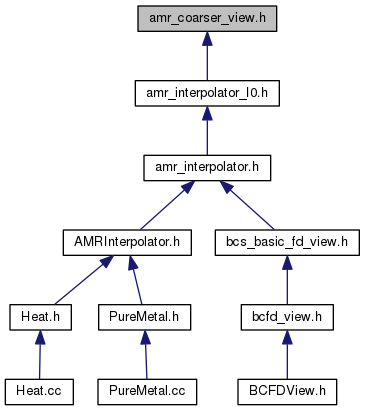 amr_coarser_view.h
amr_interpolator_l0.h
amr_interpolator.h
AMRInterpolator.h
bcs_basic_fd_view.h
Heat.h
PureMetal.h
bcfd_view.h
Heat.cc
PureMetal.cc
BCFDView.h